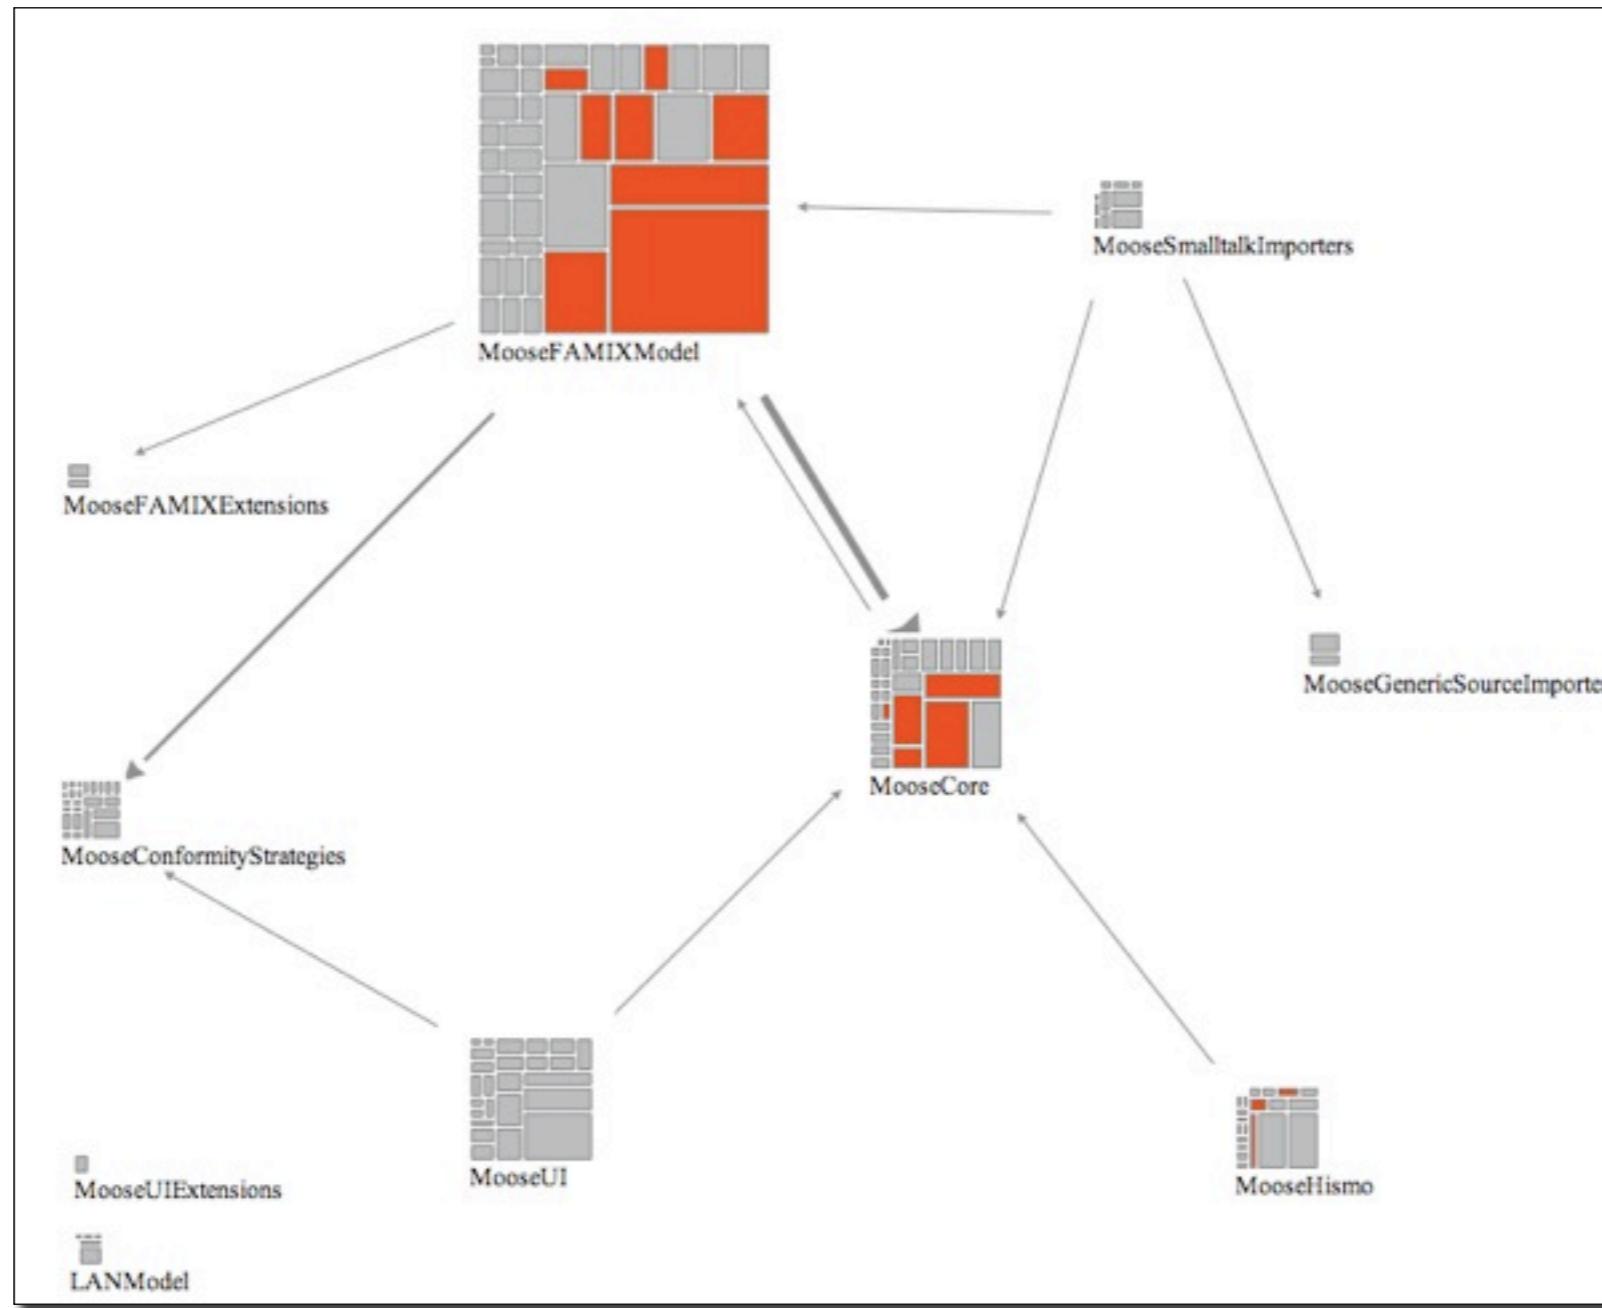 MooseSmalltalkImporters
MooseFAMIXModel
MooseFAMIXExtensions
MooseGenericSourceImporte
MooseCore
MooseConformityStrategies
MooseUI
MooseHismo
MooseUIExtensions
LANModel